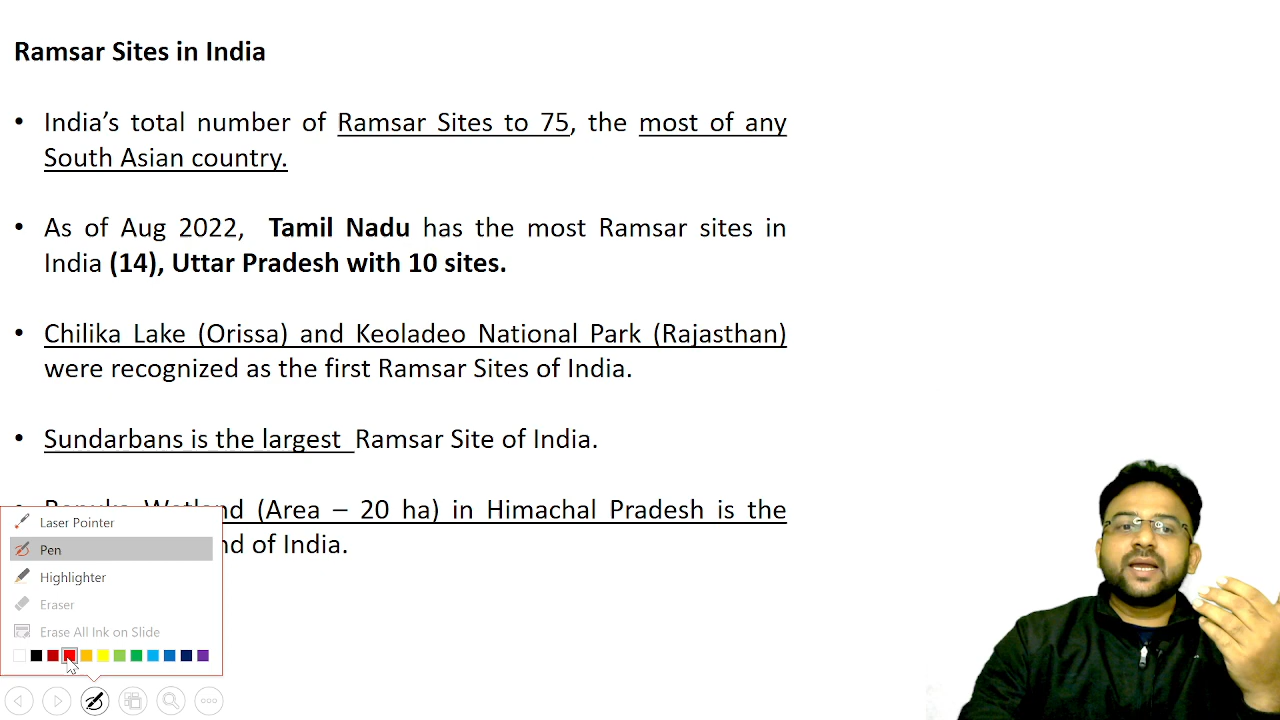 Ramsar Sites in India
• India’s total number of Ramsar Sites to 75, the most of any
South Asian country.
• As of Aug 2022, Tamil Nadu has the most Ramsar sites in
India (14), Uttar Pradesh with 10 sites.
• Chilika Lake (Orissa) and Keoladeo National Park (Rajasthan)
were recognized as the first Ramsar Sites of India.
• Sundarbans is the largest Ramsar Site of India.
• Renuka Wetland (Area – 20 ha) in Himachal Pradesh is the
of India.
Laser Pointer
Pen
Highlighter
Eraser
Erase All Ink on Slide